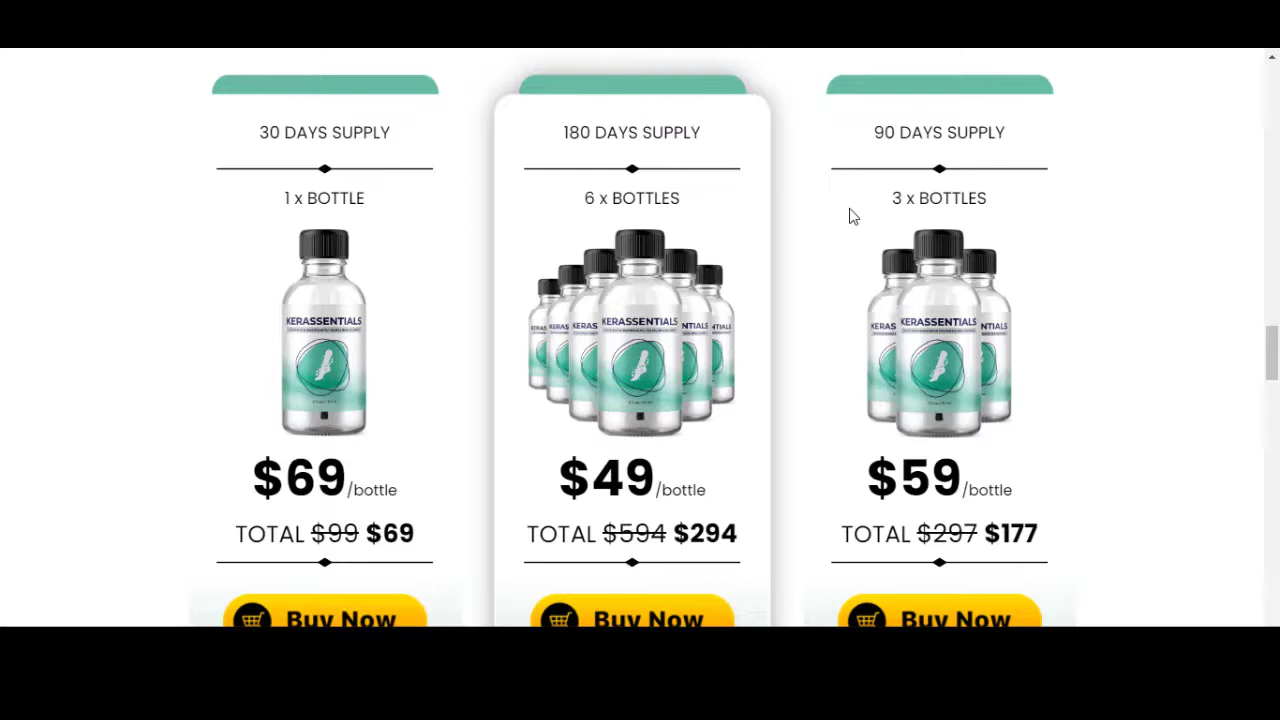 30 DAYS SUPPLY
1 x BOTTLE
KERASSENTIALS
$69/bottle
TOTAL $99 $69
Buy Now
180 DAYS SUPPLY
6 x BOTTLES
KERASSENTIALS
$49/bottle
TOTAL $594 $294
Buy Now
90 DAYS SUPPLY
3 x BOTTLES
KERASSENTIALS
$59/bottle
TOTAL $297 $177
Buy Now